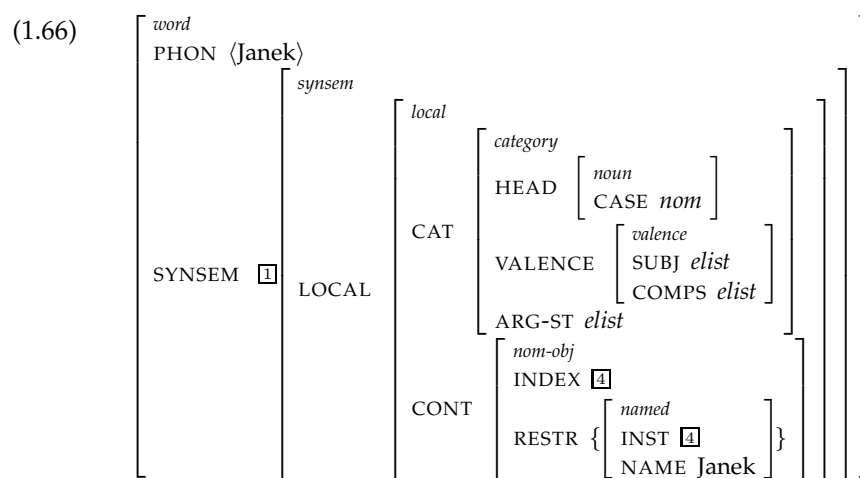 (1.66)
word
PHON ⟨Janek⟩
synsem
local
category
HEAD noun
CASE nom
CAT
VALENCE valence
SUBJ elist
COMPS elist
SYNSEM 1
LOCAL
ARG-ST elist
nom-obj
INDEX 4
CONT
named
RESTR { INST 4 }
NAME Janek